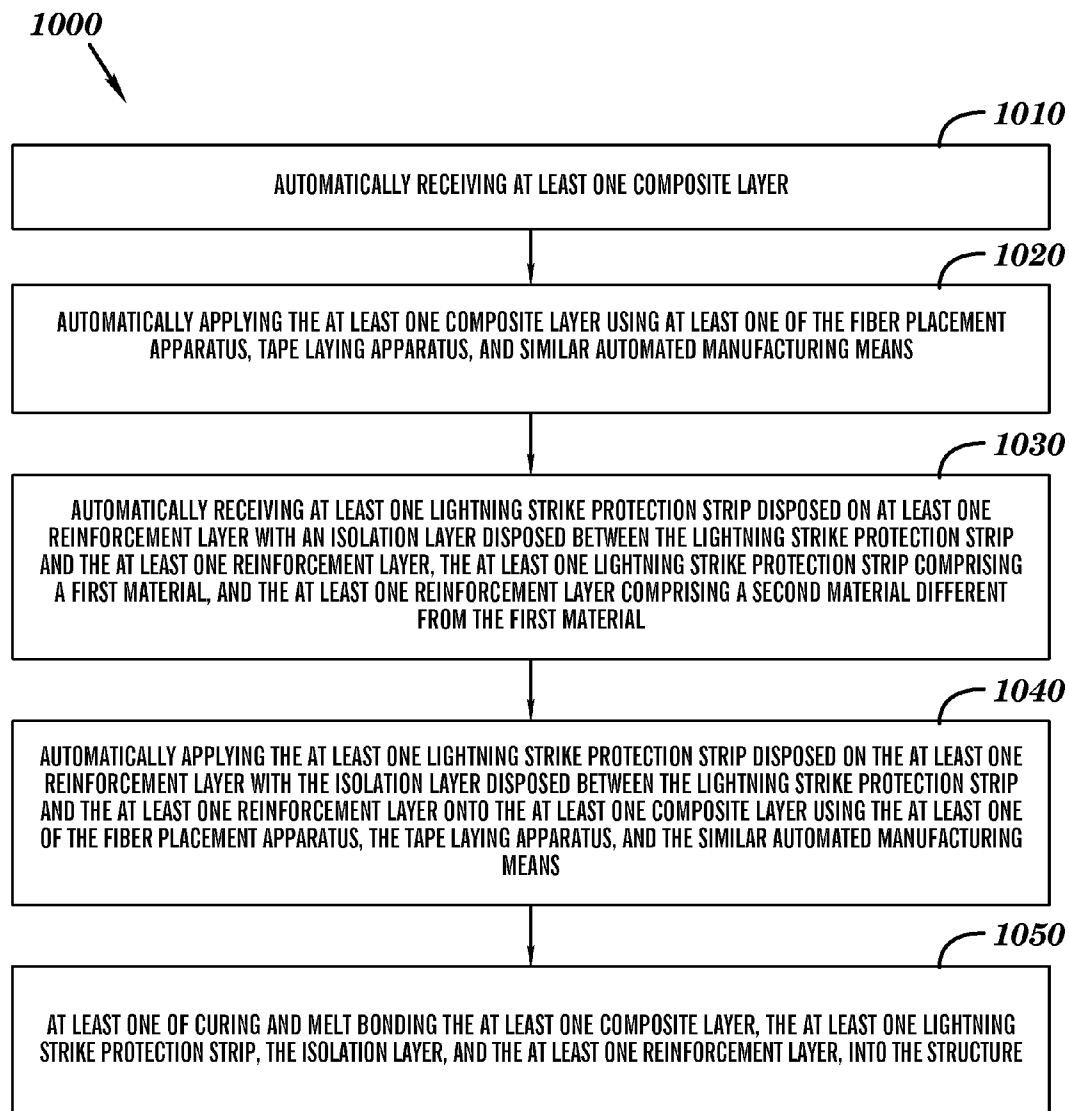 1000
1010
AUTOMATICALLY RECEIVING AT LEAST ONE COMPOSITE LAYER
1020
AUTOMATICALLY APPLYING THE AT LEAST ONE COMPOSITE LAYER USING AT LEAST ONE OF THE FIBER PLACEMENT
APPARATUS, TAPE LAYING APPARATUS, AND SIMILAR AUTOMATED MANUFACTURING MEANS
1030
AUTOMATICALLY RECEIVING AT LEAST ONE LIGHTNING STRIKE PROTECTION STRIP DISPOSED ON AT LEAST ONE
REINFORCEMENT LAYER WITH AN ISOLATION LAYER DISPOSED BETWEEN THE LIGHTNING STRIKE PROTECTION STRIP
AND THE AT LEAST ONE REINFORCEMENT LAYER, THE AT LEAST ONE LIGHTNING STRIKE PROTECTION STRIP COMPRISING
A FIRST MATERIAL, AND THE AT LEAST ONE REINFORCEMENT LAYER COMPRISING A SECOND MATERIAL DIFFERENT
FROM THE FIRST MATERIAL
1040
AUTOMATICALLY APPLYING THE AT LEAST ONE LIGHTNING STRIKE PROTECTION STRIP DISPOSED ON THE AT LEAST ONE
REINFORCEMENT LAYER WITH THE ISOLATION LAYER DISPOSED BETWEEN THE LIGHTNING STRIKE PROTECTION STRIP
AND THE AT LEAST ONE REINFORCEMENT LAYER ONTO THE AT LEAST ONE COMPOSITE LAYER USING THE AT LEAST ONE
OF THE FIBER PLACEMENT APPARATUS, THE TAPE LAYING APPARATUS, AND THE SIMILAR AUTOMATED MANUFACTURING
MEANS
1050
AT LEAST ONE OF CURING AND MELT BONDING THE AT LEAST ONE COMPOSITE LAYER, THE AT LEAST ONE LIGHTNING
STRIKE PROTECTION STRIP, THE ISOLATION LAYER, AND THE AT LEAST ONE REINFORCEMENT LAYER, INTO THE STRUCTURE